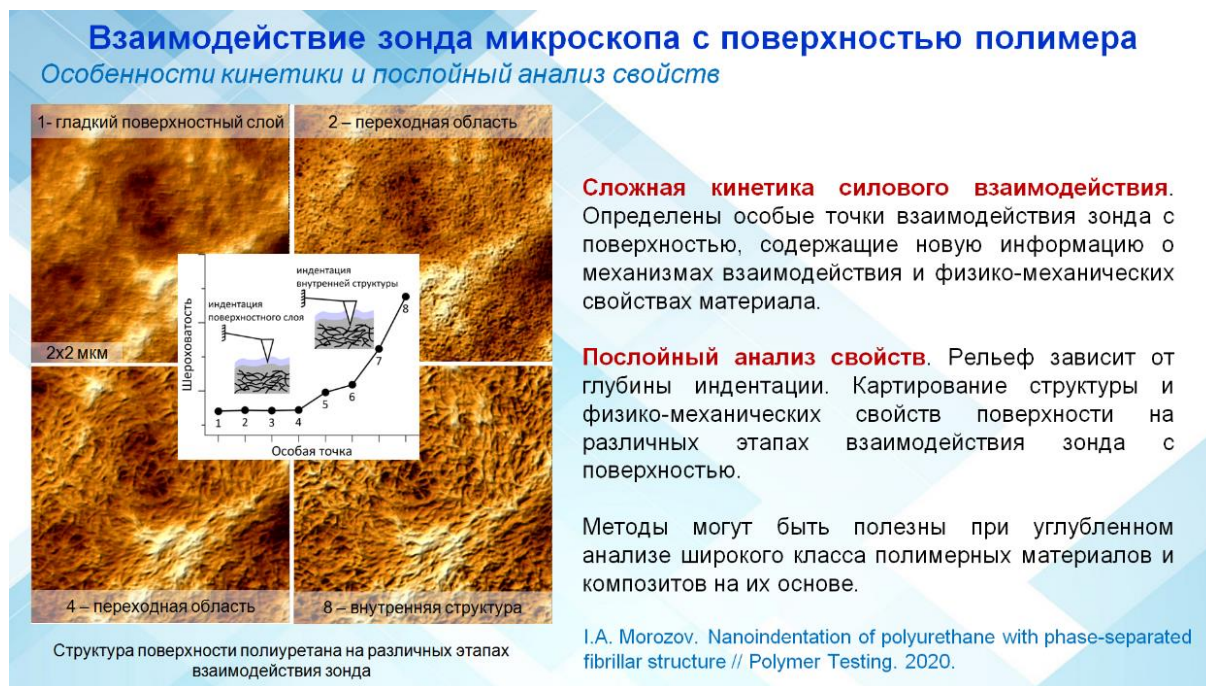 Взаимодействие зонда микроскопа с поверхностью полимера
Особенности кинетики и послойный анализ свойств
1- гладкий поверхностный слой
2 – переходная область
2x2 мкм
4 – переходная область
8 – внутренняя структура
Шероховатость
индентация
поверхностного слоя
индентация
внутренней структуры
1
2
3
4
5
6
7
8
Особая точка
Структура поверхности полиуретана на различных этапах
взаимодействия зонда
Сложная кинетика силового взаимодействия.
Определены особые точки взаимодействия зонда с
поверхностью, содержащие новую информацию о
механизмах взаимодействия и физико-механических
свойствах материала.
Послойный анализ свойств. Рельеф зависит от
глубины индентации. Картирование структуры и
физико-механических свойств поверхности на
различных этапах взаимодействия зонда с
поверхностью.
Методы могут быть полезны при углубленном
анализе широкого класса полимерных материалов и
композитов на их основе.
I.A. Morozov. Nanoindentation of polyurethane with phase-separated
fibrillar structure // Polymer Testing. 2020.